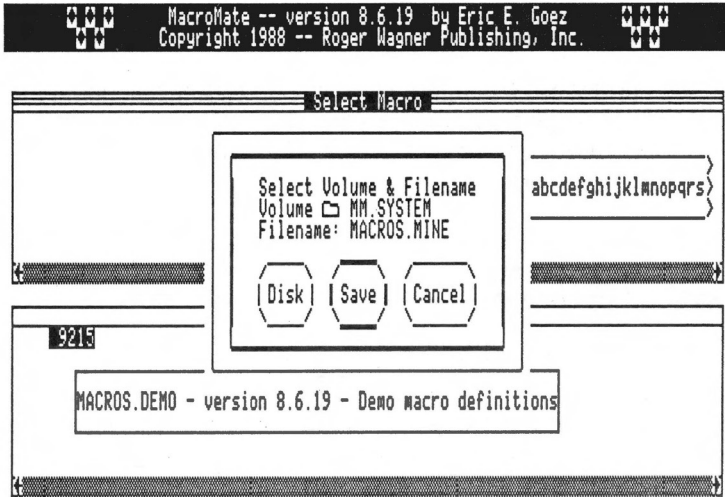 MacroMate -- version 8.6.19 by Eric E. Goez
Copyright 1988 -- Roger Wagner Publishing, Inc.
Select Macro
Select Volume & Filename
Volume MM.SYSTEM
Filename: MACROS.MINE
abcdefghijklmnopqrs
Disk
Save
Cancel
9215
MACROS.DEMO - version 8.6.19 - Demo macro definitions